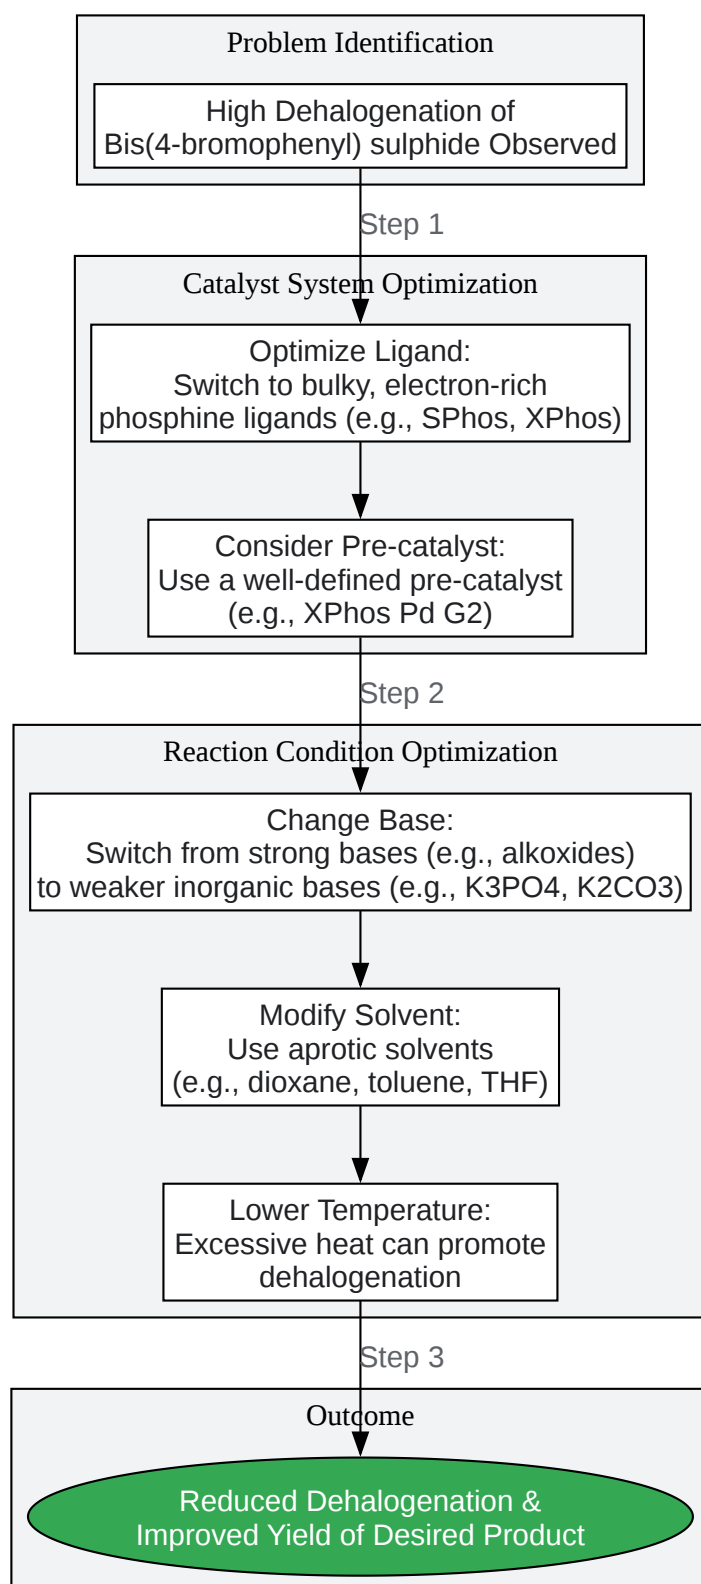 Problem Identification
High Dehalogenation of
Bis(4-bromophenyl) sulphide Observed
Step 1
Catalyst System Optimization
Optimize Ligand:
Switch to bulky, electron-rich
phosphine ligands (e.g., SPhos, XPhos)
Consider Pre-catalyst:
Use a well-defined pre-catalyst
(e.g., XPhos Pd G2)
Step 2
Reaction Condition Optimization
Change Base:
Switch from strong bases (e.g., alkoxides)
to weaker inorganic bases (e.g., K3PO4, K2CO3)
Modify Solvent:
Use aprotic solvents
(e.g., dioxane, toluene, THF)
Lower Temperature:
Excessive heat can promote
dehalogenation
Step 3
Outcome
Reduced Dehalogenation &
Improved Yield of Desired Product